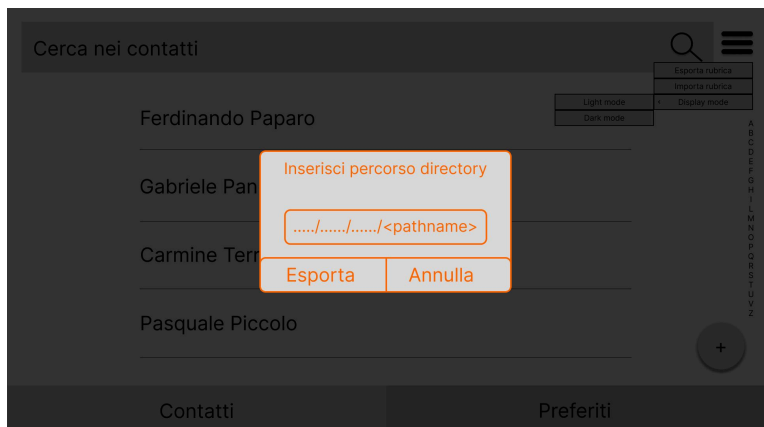 Cerca nei contatti
Esporta rubrica
Importa rubrica
Display mode
Light mode
Dark mode
Ferdinando Paparo
Gabriele Pan
Carmine Terr
Pasquale Piccolo
Inserisci percorso directory
...../....../....../<pathname>
Esporta
Annulla
A
B
C
D
E
F
G
H
I
L
M
N
O
P
Q
R
S
T
U
V
Z
+
Contatti
Preferiti